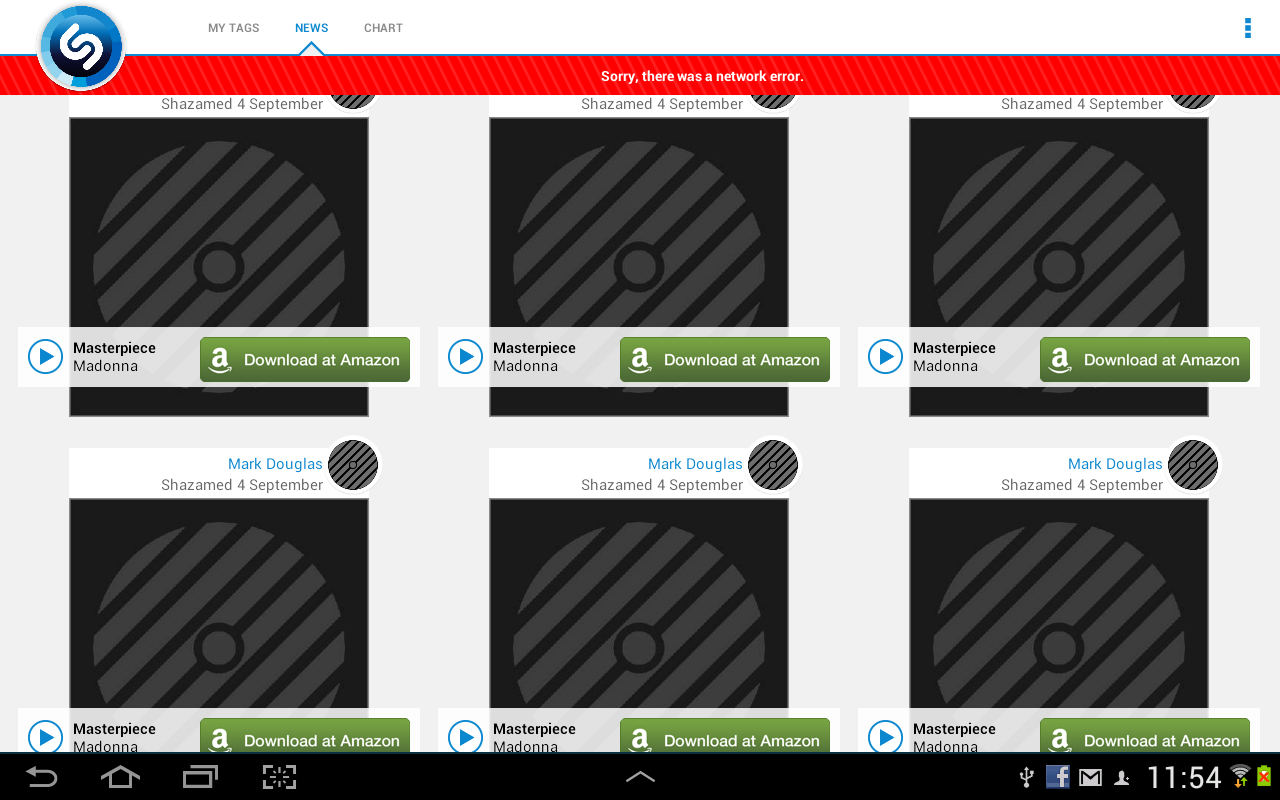 MY TAGS NEWS CHART
Sorry, there was a network error.
Shazamed 4 September Shazamed 4 September Shazamed 4 September
Masterpiece
Madonna
Download at Amazon
Masterpiece
Madonna
Download at Amazon
Masterpiece
Madonna
Download at Amazon
Mark Douglas
Shazamed 4 September
Mark Douglas
Shazamed 4 September
Mark Douglas
Shazamed 4 September
Masterpiece
Madonna
Download at Amazon
Masterpiece
Madonna
Download at Amazon
Masterpiece
Madonna
Download at Amazon
11:54